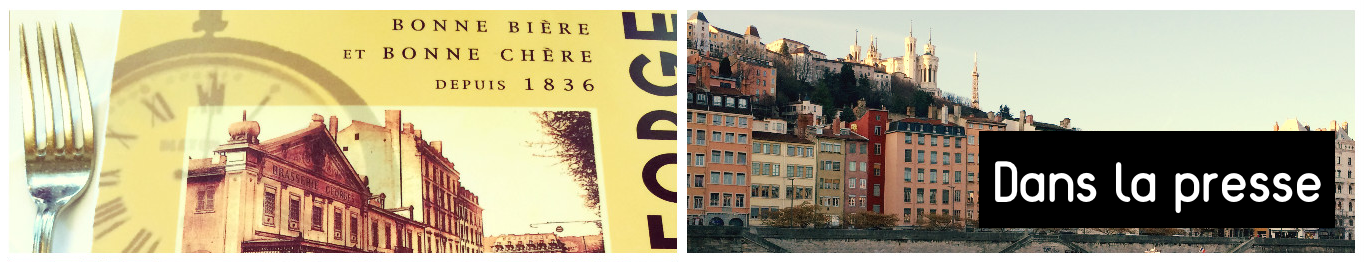 BONNE BIÈRE
ET BONNE CHÈRE
DEPUIS 1836
BRASSERIE GEORGES
Dans la presse